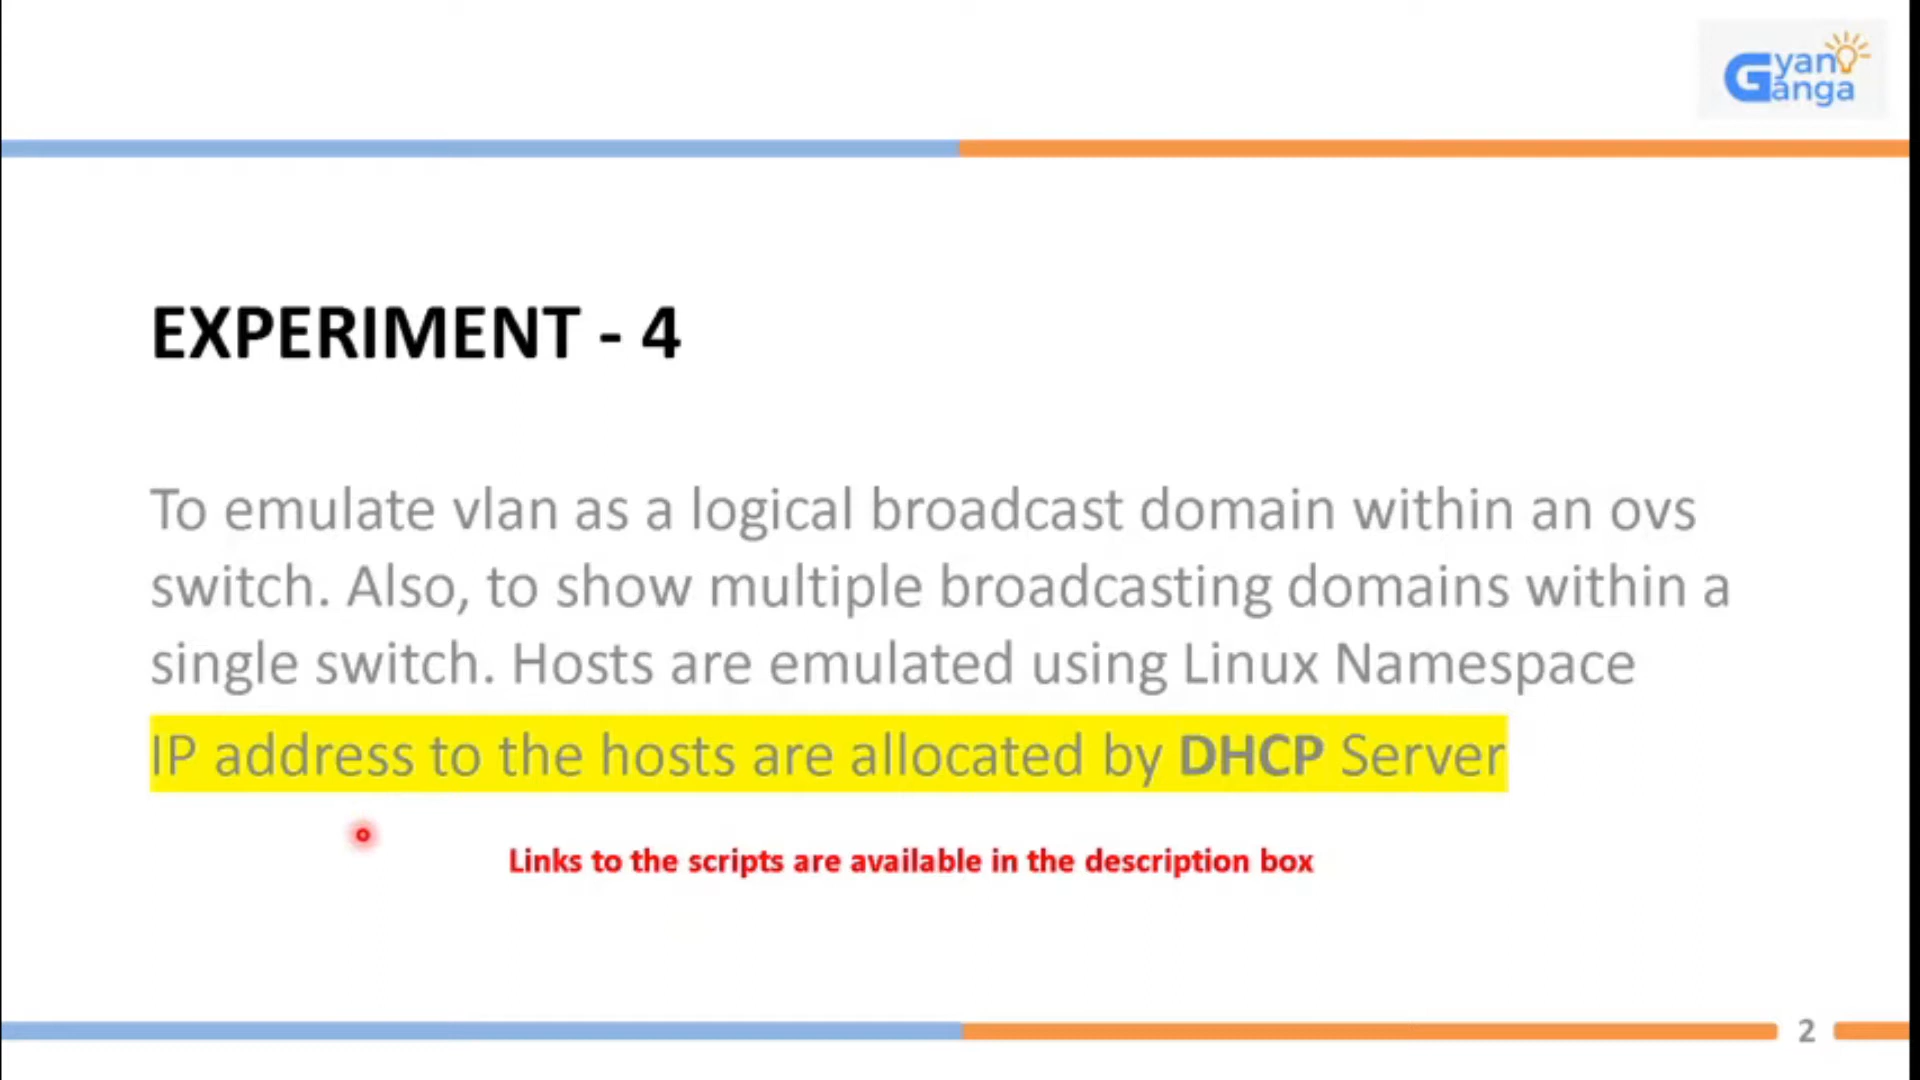 Gyan
Ganga
EXPERIMENT - 4
To emulate vlan as a logical broadcast domain within an ovs
switch. Also, to show multiple broadcasting domains within a
single switch. Hosts are emulated using Linux Namespace
IP address to the hosts are allocated by DHCP Server
Links to the scripts are available in the description box
2